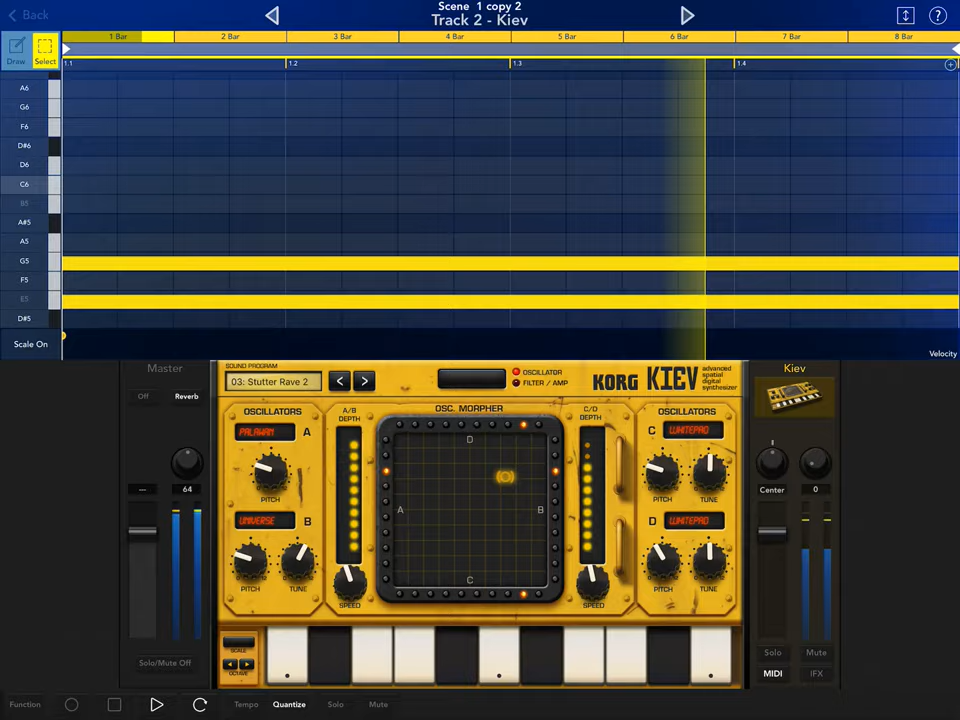 Back
Scene 1 copy 2
Track 2 - Kiev
?
Draw
Select
1 Bar 2 Bar 3 Bar 4 Bar 5 Bar 6 Bar 7 Bar 8 Bar
1.1 1.2 1.3 1.4
A6
G6
F6
D#6
D6
C6
B5
A#5
A5
G5
F5
E5
D#5
Scale On
Velocity
Master
Off Reverb
— 64
Solo/Mute Off
SOUND PROGRAM
03: Stutter Rave 2
< >
OSCILLATOR
FILTER / AMP
KORG KIEV
advanced
spatial
digital
synthesizer
OSCILLATORS
PALAWAN A
PITCH
UNIVERSE B
PITCH TUNE
A/B
DEPTH
SPEED
OSC. MORPHER
D
A B
C
C/D
DEPTH
SPEED
OSCILLATORS
C WHITEPAD
PITCH TUNE
D WHITEPAD
PITCH TUNE
SCALE
OCTAVE
Kiev
Center 0
Solo Mute
MIDI IFX
Function Tempo Quantize Solo Mute